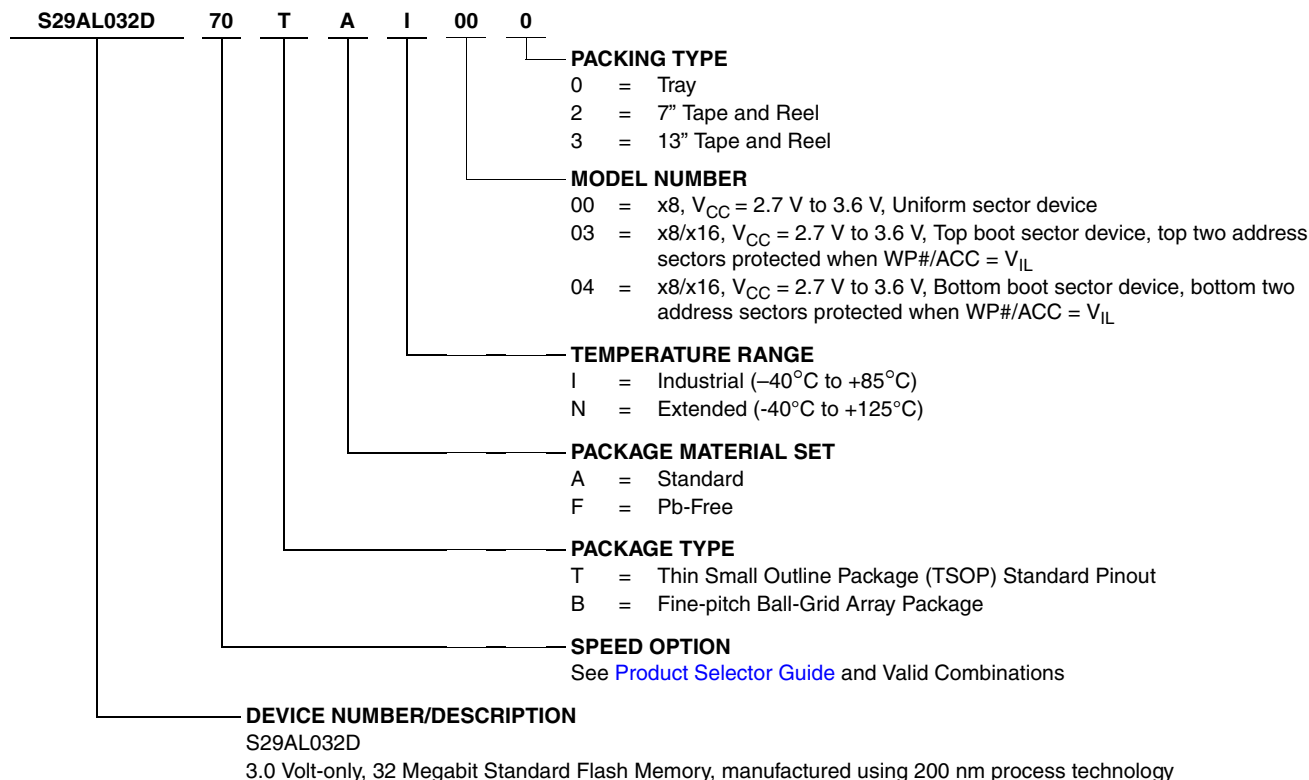 S29AL032D 70 T A I 00 0
PACKING TYPE
0 = Tray
2 = 7” Tape and Reel
3 = 13” Tape and Reel
MODEL NUMBER
00 = x8, VCC = 2.7 V to 3.6 V, Uniform sector device
03 = x8/x16, VCC = 2.7 V to 3.6 V, Top boot sector device, top two address
sectors protected when WP#/ACC = VIL
04 = x8/x16, VCC = 2.7 V to 3.6 V, Bottom boot sector device, bottom two
address sectors protected when WP#/ACC = VIL
TEMPERATURE RANGE
I = Industrial (–40°C to +85°C)
N = Extended (-40°C to +125°C)
PACKAGE MATERIAL SET
A = Standard
F = Pb-Free
PACKAGE TYPE
T = Thin Small Outline Package (TSOP) Standard Pinout
B = Fine-pitch Ball-Grid Array Package
SPEED OPTION
See Product Selector Guide and Valid Combinations
DEVICE NUMBER/DESCRIPTION
S29AL032D
3.0 Volt-only, 32 Megabit Standard Flash Memory, manufactured using 200 nm process technology